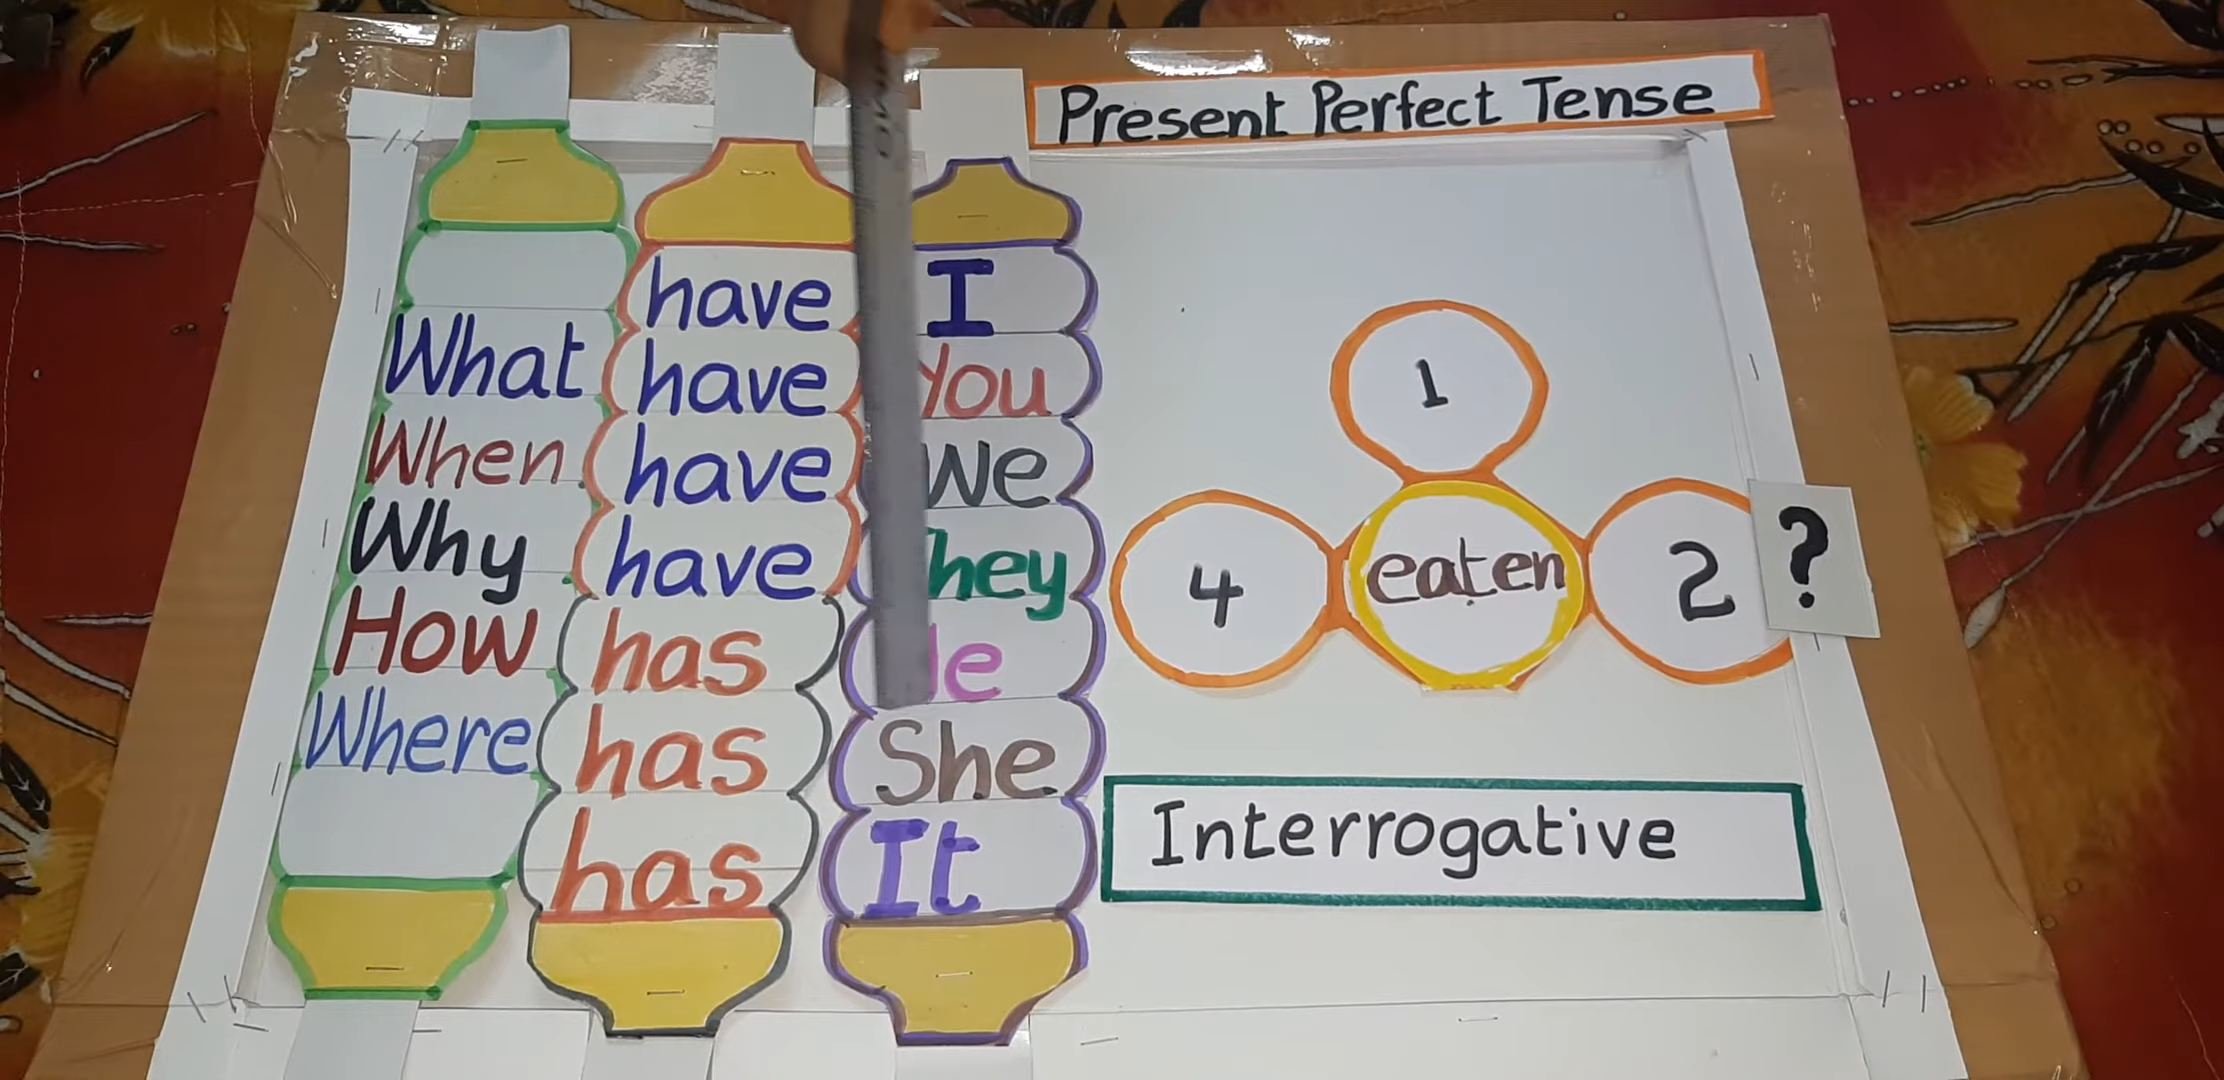 Present Perfect Tense
have I
What have You
When have We
Why have hey
How has e
Where has She
has It
1
4 eaten 2 ?
Interrogative